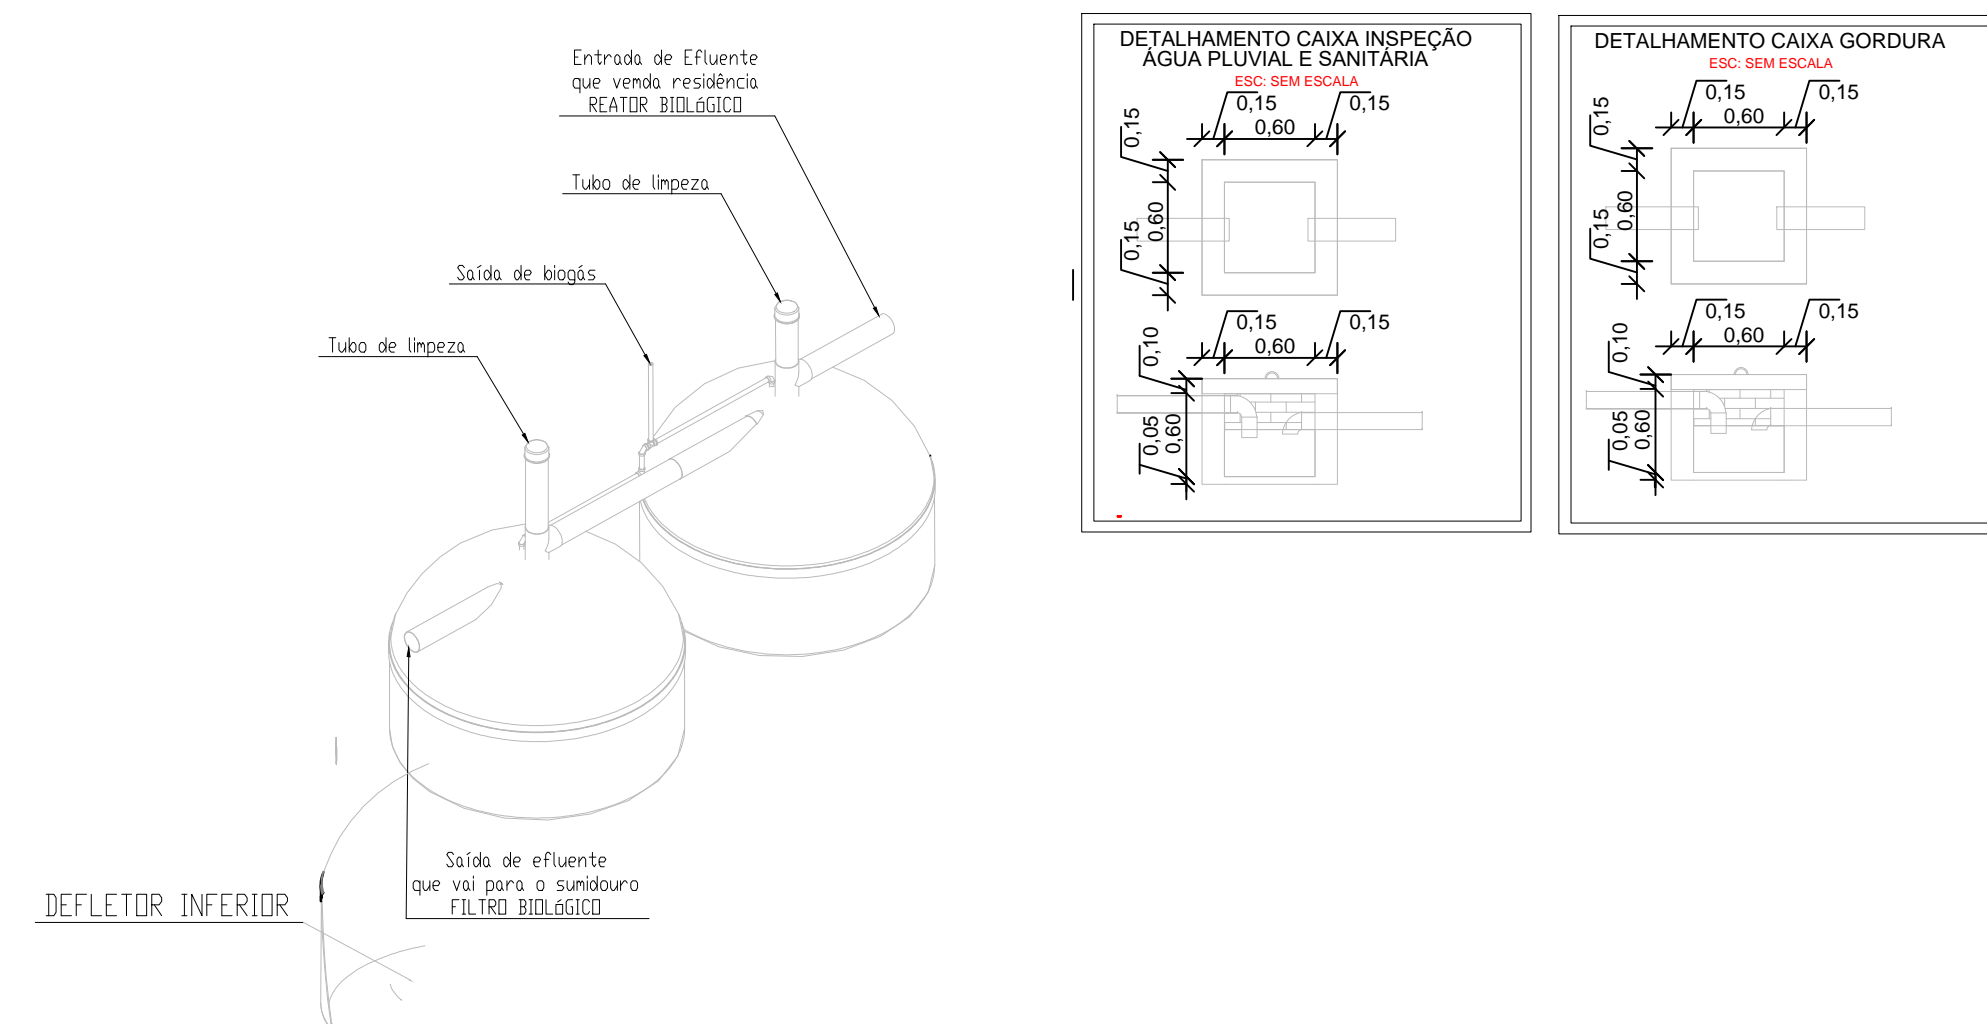 Entrada de Efluente
que vemda residência
REATOR BIOLóGICO
Tubo de limpeza
Saída de biogás
Tubo de limpeza
Saída de efluente
que vai para o sumidouro
FILTRO BIOLóGICO
DEFLETOR INFERIOR
DETALHAMENTO CAIXA INSPEÇÃO
ÁGUA PLUVIAL E SANITÁRIA
ESC: SEM ESCALA
0,15
0,15
0,60
0,15
0,60
0,15
0,15
0,15
0,60
0,10
0,05
0,60
DETALHAMENTO CAIXA GORDURA
ESC: SEM ESCALA
0,15
0,15
0,60
0,15
0,60
0,15
0,15
0,15
0,60
0,10
0,05
0,60